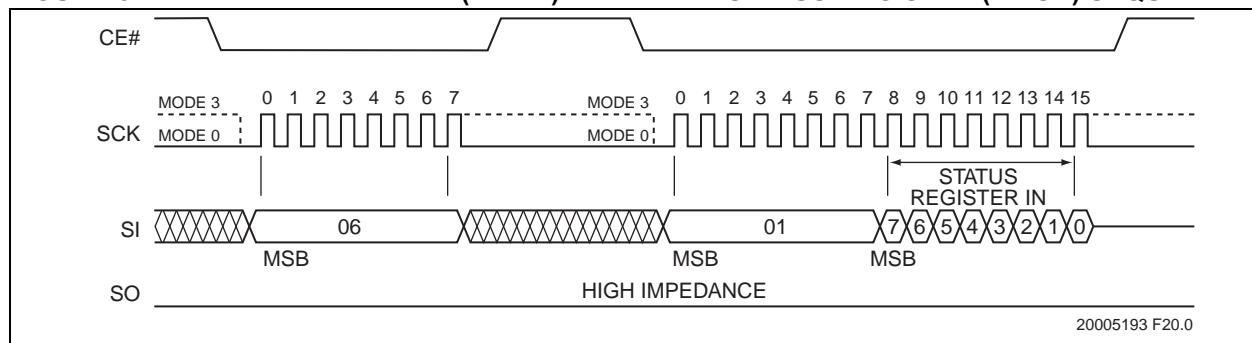 CE#
MODE 3 0 1 2 3 4 5 6 7 MODE 3 0 1 2 3 4 5 6 7 8 9 10 11 12 13 14 15
SCK MODE 0 MODE 0
STATUS
REGISTER IN
SI 06 01 7 6 5 4 3 2 1 0
MSB MSB MSB
SO HIGH IMPEDANCE
20005193 F20.0